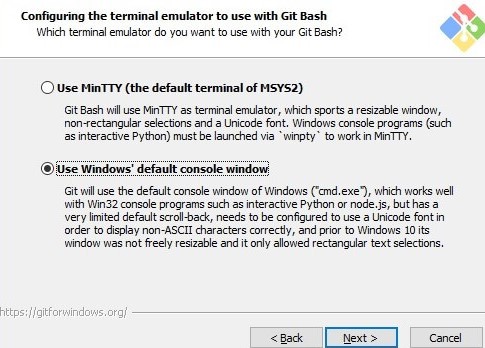 Configuring the terminal emulator to use with Git Bash
Which terminal emulator do you want to use with your Git Bash?
Use MinTTY (the default terminal of MSYS2)
Git Bash will use MinTTY as terminal emulator, which sports a resizable window,
non-rectangular selections and a Unicode font. Windows console programs (such
as interactive Python) must be launched via `winpty` to work in MinTTY.
Use Windows' default console window
Git will use the default console window of Windows ("cmd.exe"), which works well
with Win32 console programs such as interactive Python or node.js, but has a
very limited default scroll-back, needs to be configured to use a Unicode font in
order to display non-ASCII characters correctly, and prior to Windows 10 its
window was not freely resizable and it only allowed rectangular text selections.
https://gitforwindows.org/
< Back
Next >
Cancel